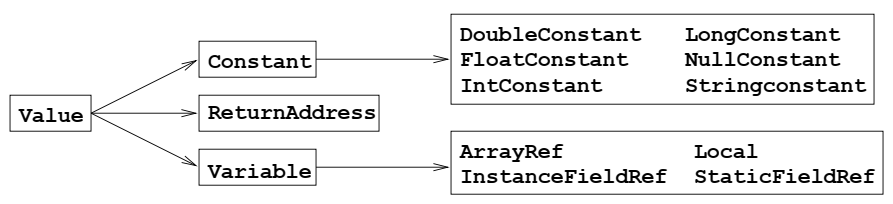 DoubleConstant LongConstant
FloatConstant NullConstant
IntConstant Stringconstant
Constant
Value
ReturnAddress
Variable
ArrayRef Local
InstanceFieldRef StaticFieldRef